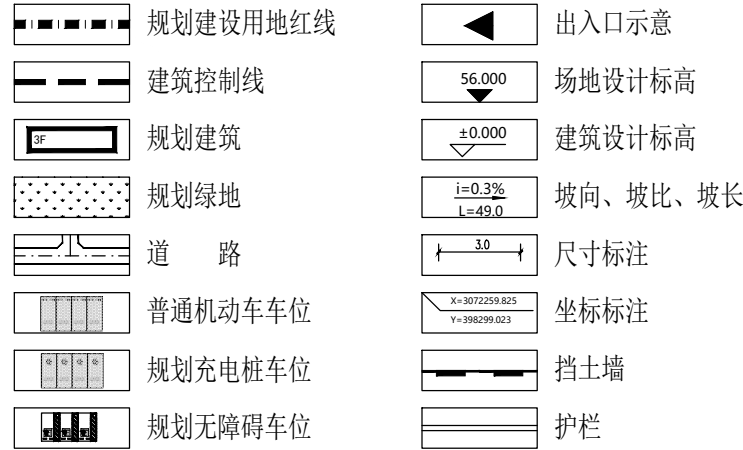 规划建设用地红线
建筑控制线
3F 规划建筑
规划绿地
道 路
普通机动车车位
规划充电桩车位
规划无障碍车位
出入口示意
56.000 场地设计标高
±0.000 建筑设计标高
i=0.3%
L=49.0
坡向、坡比、坡长
3.0 尺寸标注
X=3072259.825
Y=398299.023
坐标标注
挡土墙
护栏